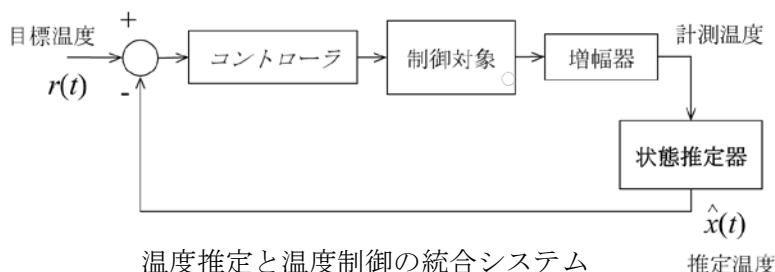 目標温度
r(t)
+
-
コントローラ
制御対象
増幅器
計測温度
状態推定器
x̂(t)
推定温度
温度推定と温度制御の統合システム